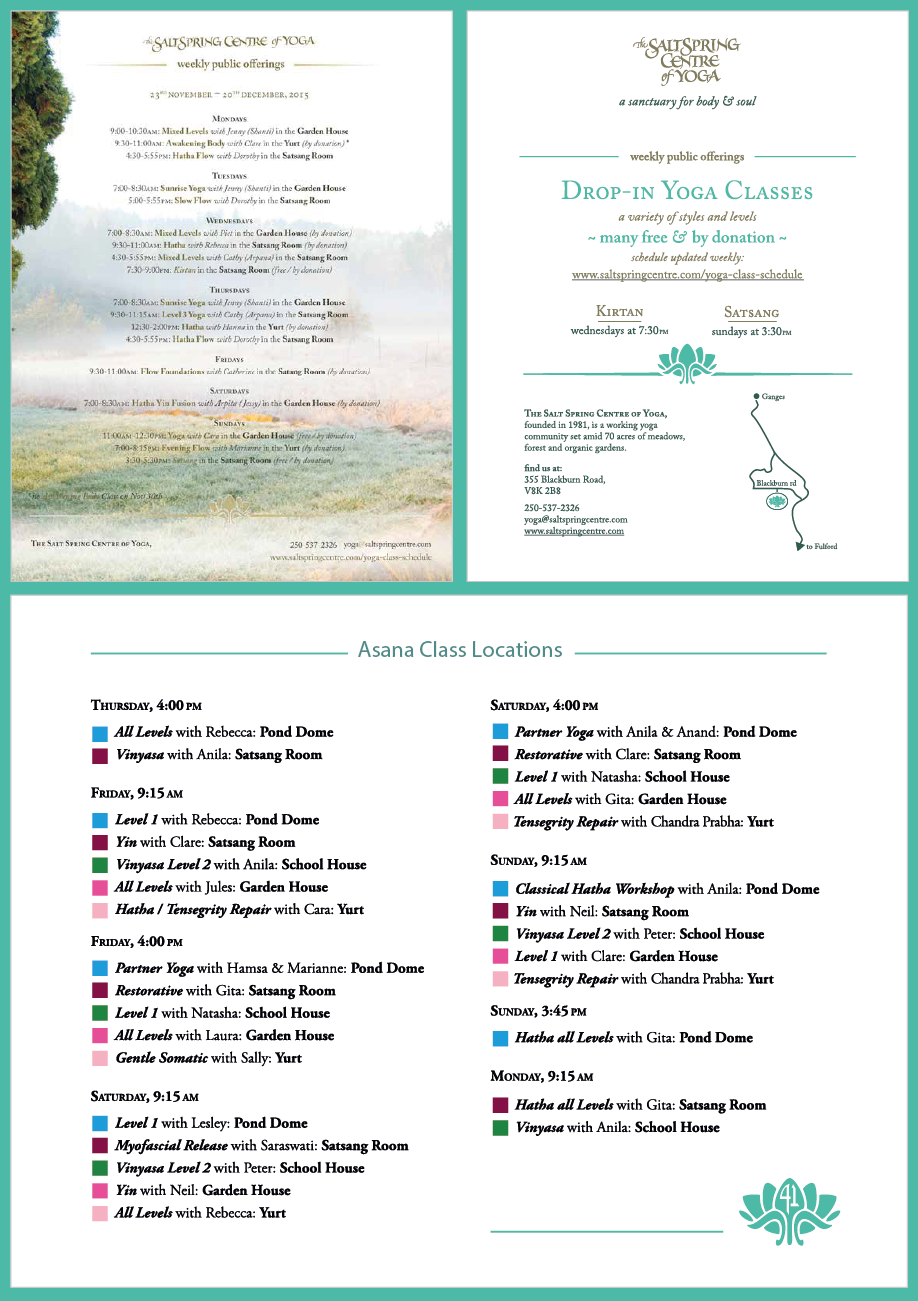 the SALTSPRING CENTRE of YOGA
weekly public offerings
23RD NOVEMBER – 20TH DECEMBER, 2015
MONDAYS
9:00-10:30AM: Mixed Levels with Jenny (Shanti) in the Garden House
9:30-11:00AM: Awakening Body with Clare in the Yurt (by donation)*
4:30-5:55PM: Hatha Flow with Dorothy in the Satsang Room
TUESDAYS
7:00-8:30AM: Sunrise Yoga with Jenny (Shanti) in the Garden House
5:00-5:55PM: Slow Flow with Dorothy in the Satsang Room
WEDNESDAYS
7:00-8:30AM: Mixed Levels with Piet in the Garden House (by donation)
9:30-11:00AM: Hatha with Rebecca in the Satsang Room (by donation)
4:30-5:55PM: Mixed Levels with Cathy (Arpana) in the Satsang Room
7:30-9:00PM: Kirtan in the Satsang Room (free / by donation)
THURSDAYS
7:00-8:30AM: Sunrise Yoga with Jenny (Shanti) in the Garden House
9:30-11:15AM: Level 3 Yoga with Cathy (Arpana) in the Satsang Room
12:30-2:00PM: Hatha with Hanna in the Yurt (by donation)
4:30-5:55PM: Hatha Flow with Dorothy in the Satsang Room
FRIDAYS
9:30-11:00AM: Flow Foundations with Catherine in the Satang Room (by donation)
SATURDAYS
7:00-8:30AM: Hatha Yin Fusion with Arpita (Jessy) in the Garden House (by donation)
SUNDAYS
11:00AM-12:30PM: Yoga with Cara in the Garden House (free / by donation)
7:00-8:15PM: Evening Flow with Marianne in the Yurt (by donation)
3:30-5:30PM: Satsang in the Satsang Room (free / by donation)
Class on Nov 30th
THE SALT SPRING CENTRE OF YOGA,
250-537-2326 yoga@saltspringcentre.com
www.saltspringcentre.com/yoga-class-schedule
The SALTSPRING
CENTRE
of YOGA
a sanctuary for body & soul
weekly public offerings
DROP-IN YOGA CLASSES
a variety of styles and levels
~ many free & by donation ~
schedule updated weekly:
www.saltspringcentre.com/yoga-class-schedule
KIRTAN
wednesdays at 7:30PM
SATSANG
sundays at 3:30PM
THE SALT SPRING CENTRE OF YOGA,
founded in 1981, is a working yoga
community set amid 70 acres of meadows,
forest and organic gardens.
find us at:
355 Blackburn Road,
V8K 2B8
250-537-2326
yoga@saltspringcentre.com
www.saltspringcentre.com
Ganges
Blackburn rd
to Fulford
Asana Class Locations
THURSDAY, 4:00 PM
All Levels with Rebecca: Pond Dome
Vinyasa with Anila: Satsang Room
FRIDAY, 9:15 AM
Level 1 with Rebecca: Pond Dome
Yin with Clare: Satsang Room
Vinyasa Level 2 with Anila: School House
All Levels with Jules: Garden House
Hatha / Tensegrity Repair with Cara: Yurt
FRIDAY, 4:00 PM
Partner Yoga with Hamsa & Marianne: Pond Dome
Restorative with Gita: Satsang Room
Level 1 with Natasha: School House
All Levels with Laura: Garden House
Gentle Somatic with Sally: Yurt
SATURDAY, 9:15 AM
Level 1 with Lesley: Pond Dome
Myofascial Release with Saraswati: Satsang Room
Vinyasa Level 2 with Peter: School House
Yin with Neil: Garden House
All Levels with Rebecca: Yurt
SATURDAY, 4:00 PM
Partner Yoga with Anila & Anand: Pond Dome
Restorative with Clare: Satsang Room
Level 1 with Natasha: School House
All Levels with Gita: Garden House
Tensegrity Repair with Chandra Prabha: Yurt
SUNDAY, 9:15 AM
Classical Hatha Workshop with Anila: Pond Dome
Yin with Neil: Satsang Room
Vinyasa Level 2 with Peter: School House
Level 1 with Clare: Garden House
Tensegrity Repair with Chandra Prabha: Yurt
SUNDAY, 3:45 PM
Hatha all Levels with Gita: Pond Dome
MONDAY, 9:15 AM
Hatha all Levels with Gita: Satsang Room
Vinyasa with Anila: School House
41